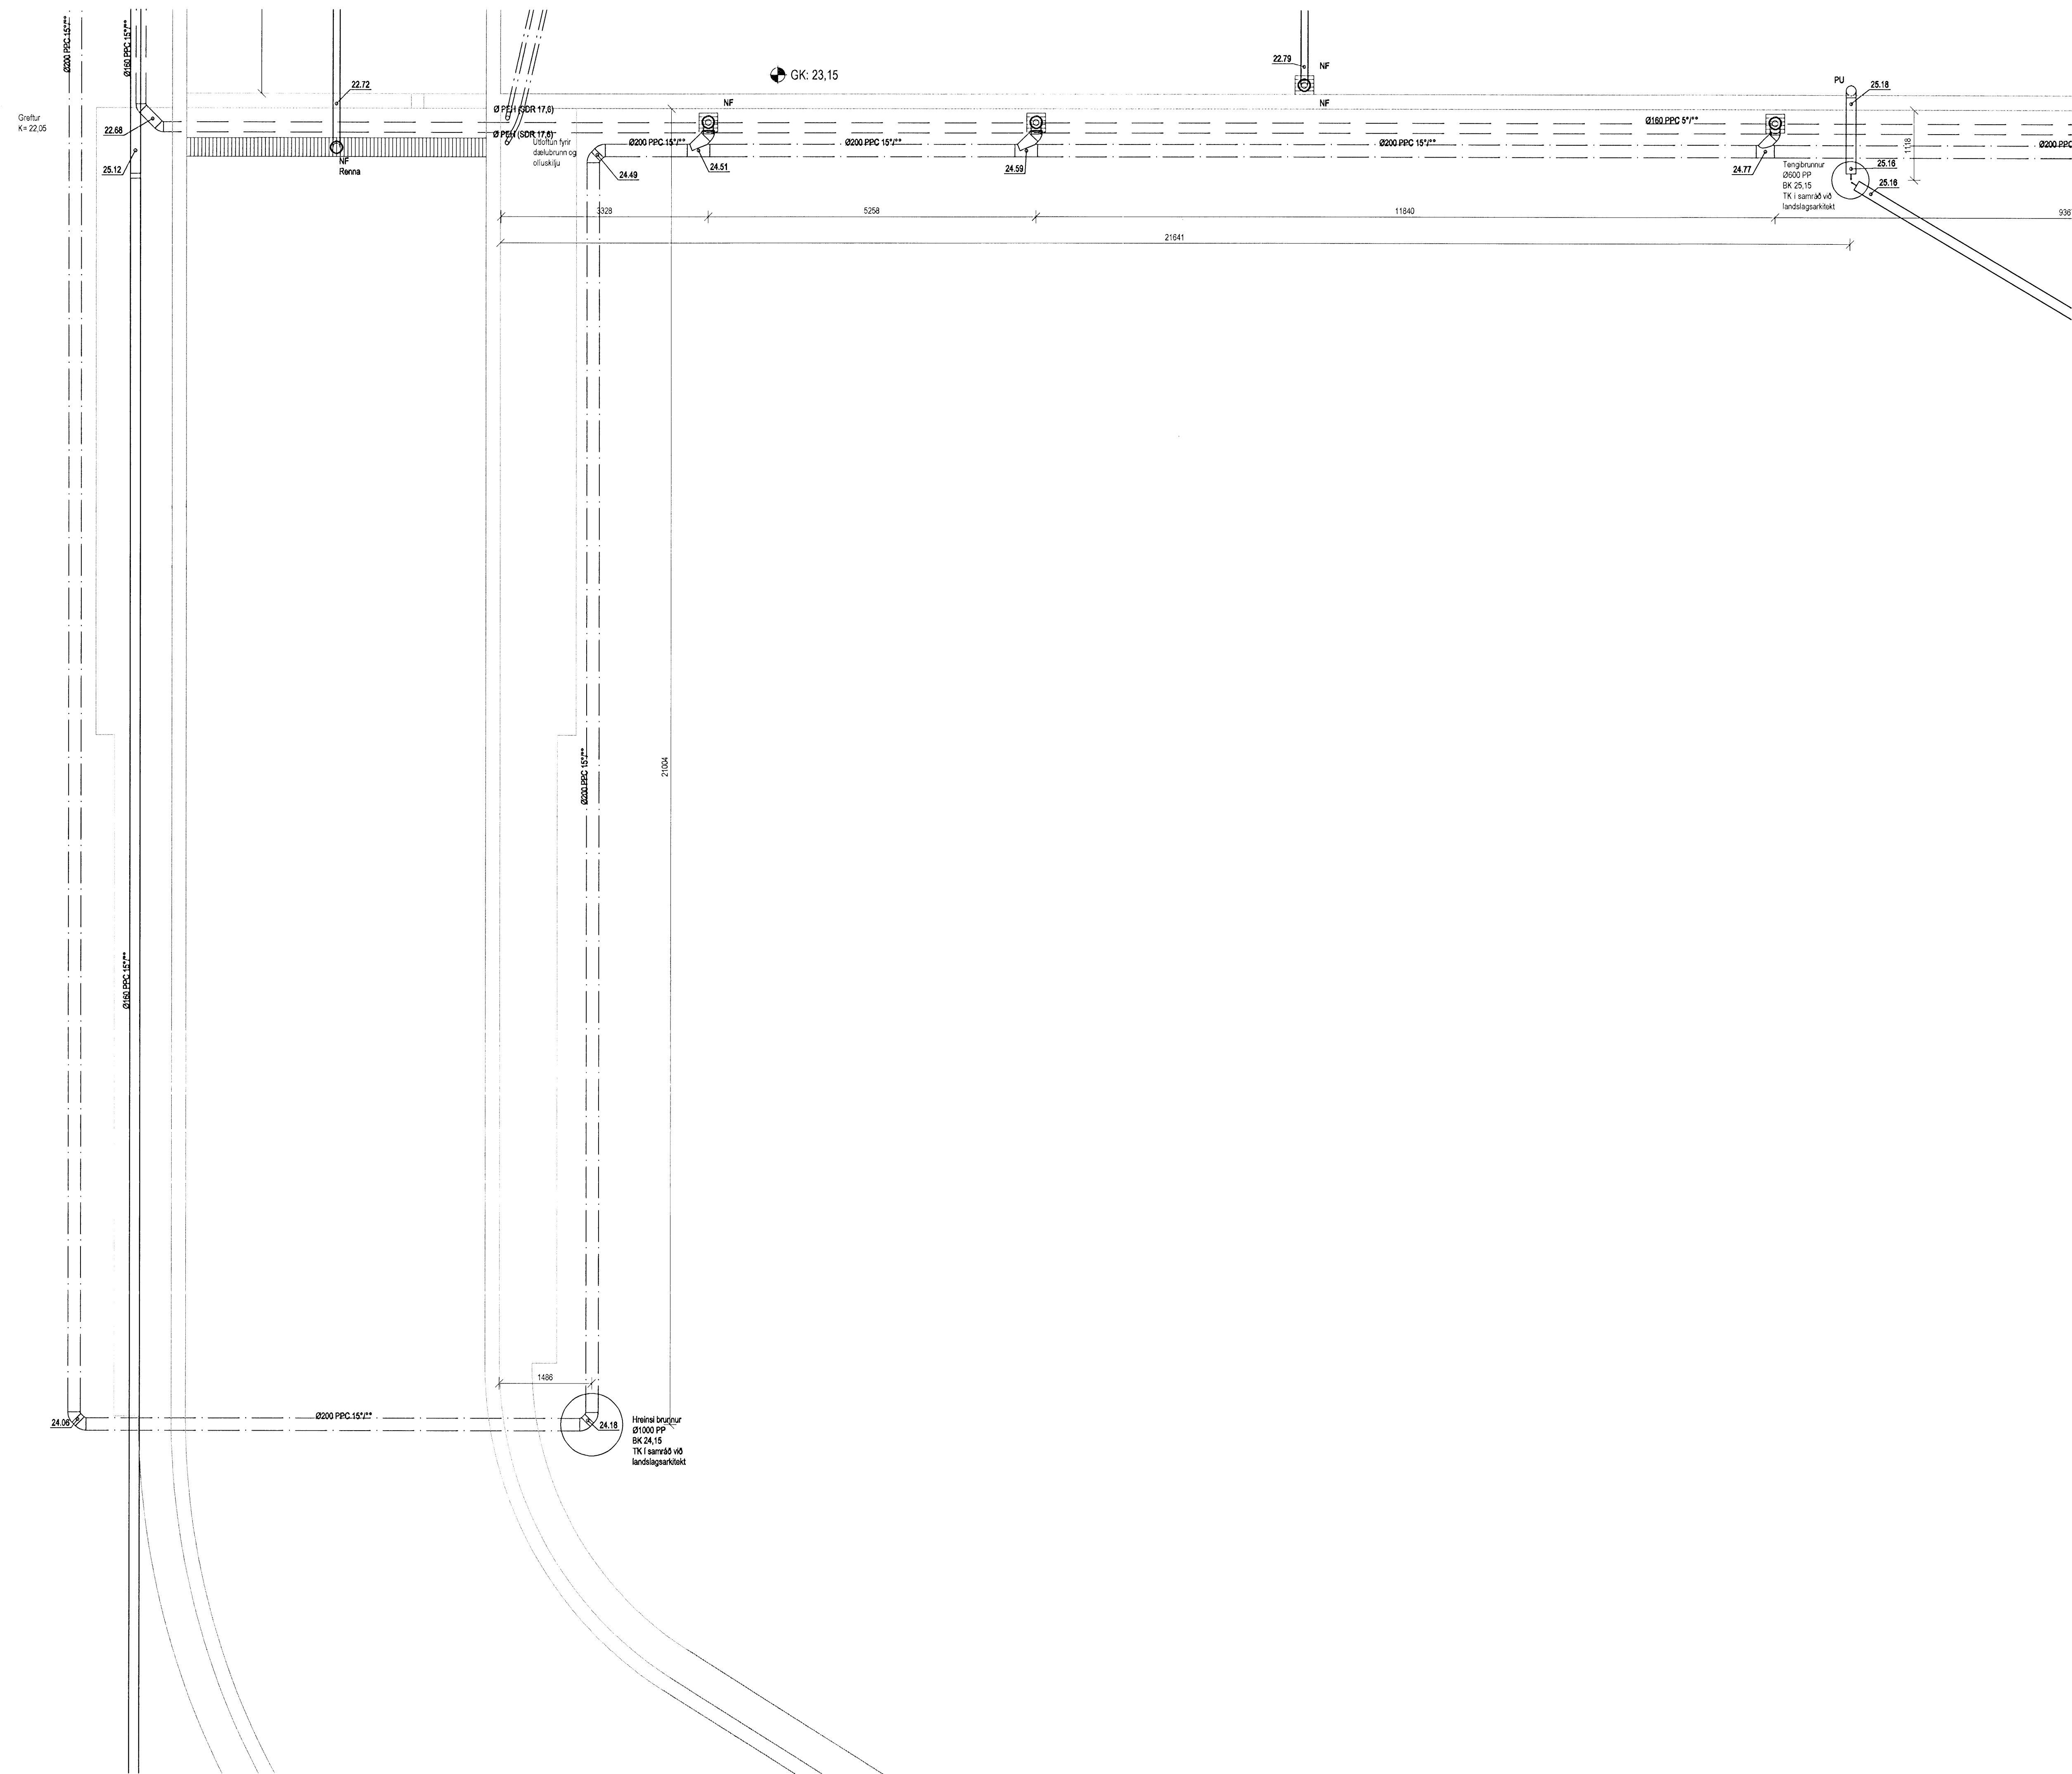 Ø200 PPC 15°/°°
Ø160 PPC 15°/°°
22.72
GK: 23,15
22.79
NF
PU
25.18
Greftur
K= 22,05
22.68
Ø PEH (SDR 17,6)
NF
NF
Ø160 PPC 5°/°°
Ø PEH (SDR 17,6)
Útloftun fyrir
dælubrunn og
olíuskilju
Ø200 PPC 15°/°°
Ø200 PPC 15°/°°
Ø200 PPC 15°/°°
Ø200 PPC
1118
25.12
NF
Renna
24.49
24.51
24.59
24.77
Tengibrunnur
Ø600 PP
BK 25,15
TK í samráð við
landslagsarkitekt
25.16
25.16
3328
5258
11840
936
21641
21004
Ø200 PPC 15°/°°
Ø160 PPC 15°/°°
1486
24.06
Ø200 PPC 15°/°°
24.18
Hreinsi brunnur
Ø1000 PP
BK 24,15
TK í samráð við
landslagsarkitekt